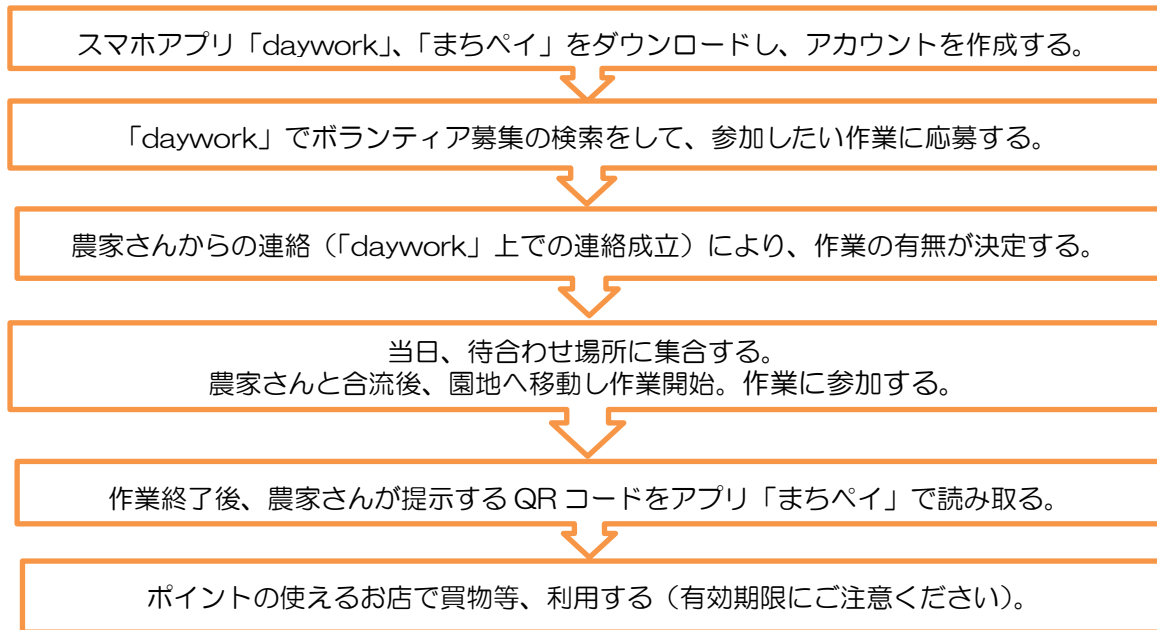 スマホアプリ「daywork」、「まちペイ」をダウンロードし、アカウントを作成する。
「daywork」でボランティア募集の検索をして、参加したい作業に応募する。
農家さんからの連絡（「daywork」上での連絡成立）により、作業の有無が決定する。
当日、待合わせ場所に集合する。
農家さんと合流後、園地へ移動し作業開始。作業に参加する。
作業終了後、農家さんが提示する QR コードをアプリ「まちペイ」で読み取る。
ポイントの使えるお店で買物等、利用する（有効期限にご注意ください）。